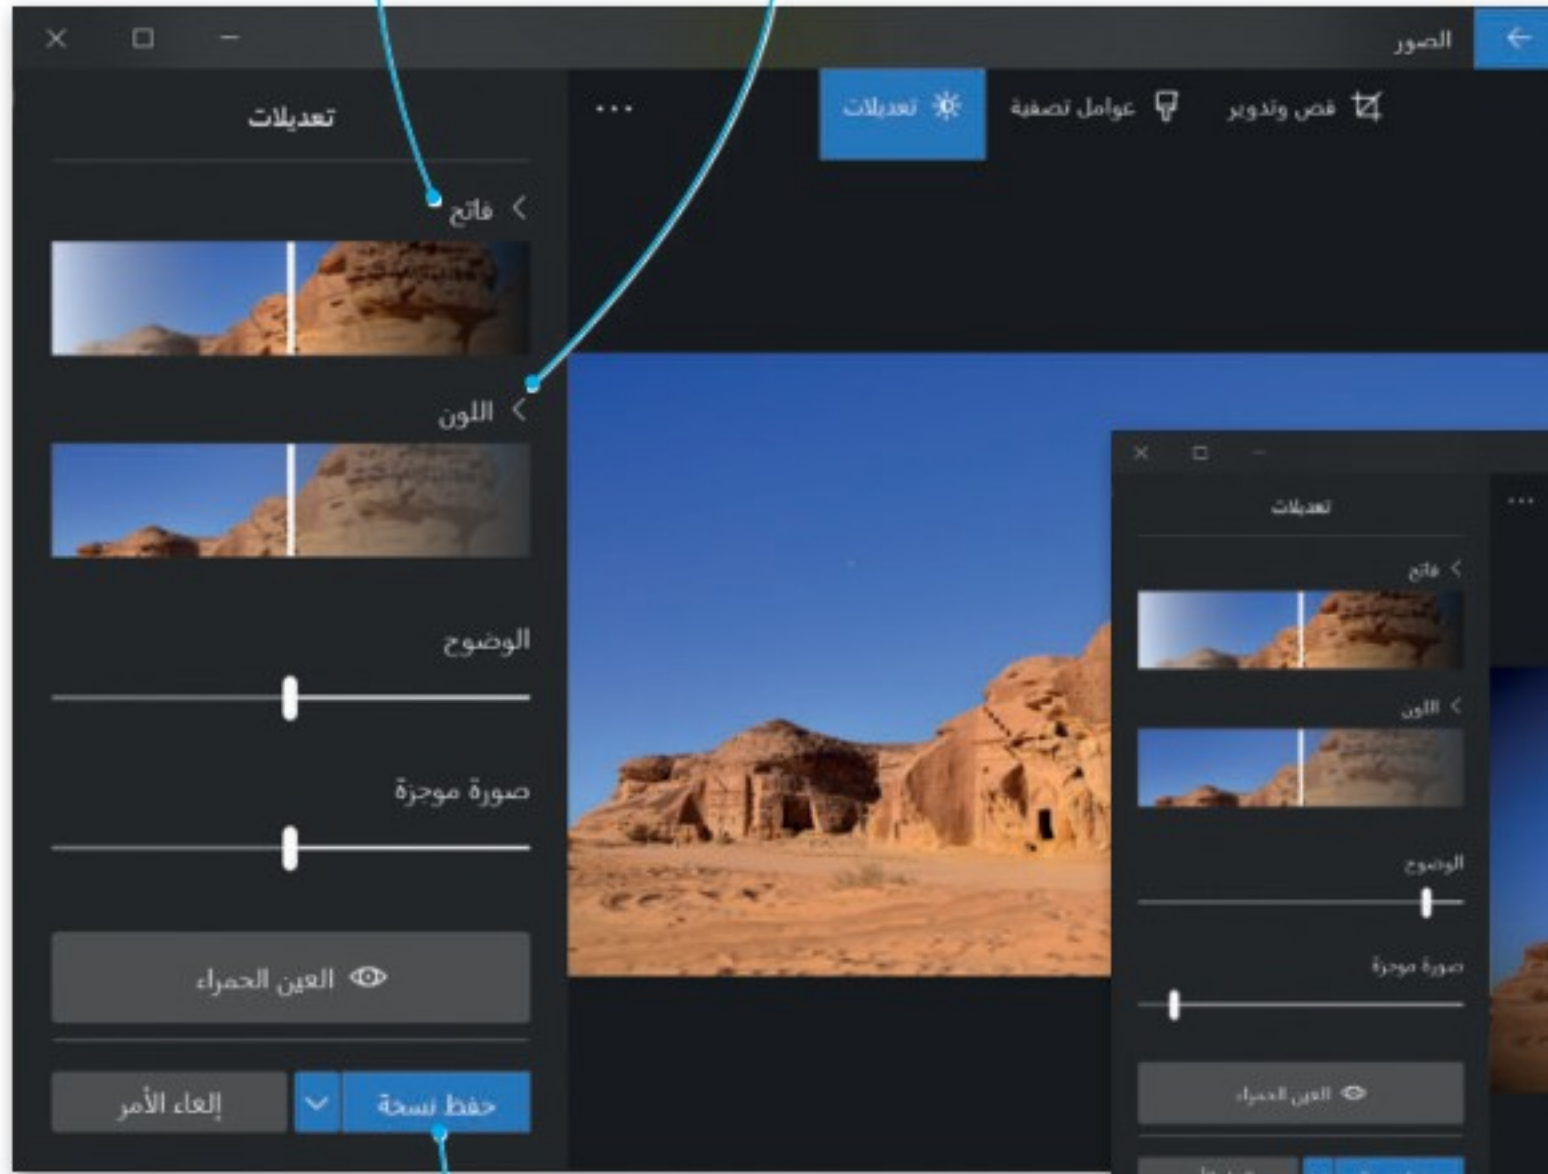 الصور
قص وتدوير
عوامل تصفية
تعديلات
تعديلات
فاتح
اللون
الوضوح
صورة موجزة
العين الحمراء
حفظ نسخة
إلغاء الأمر
تعديلات
فاتح
اللون
الوضوح
صورة موجزة
العين الحمراء